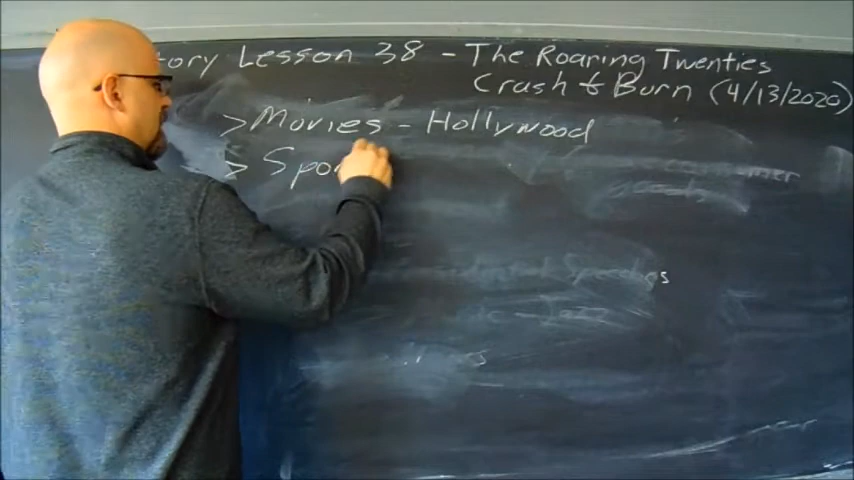 tory Lesson 38 - The Roaring Twenties
Crash & Burn (4/13/2020)
> Movies - Hollywood
> Spo